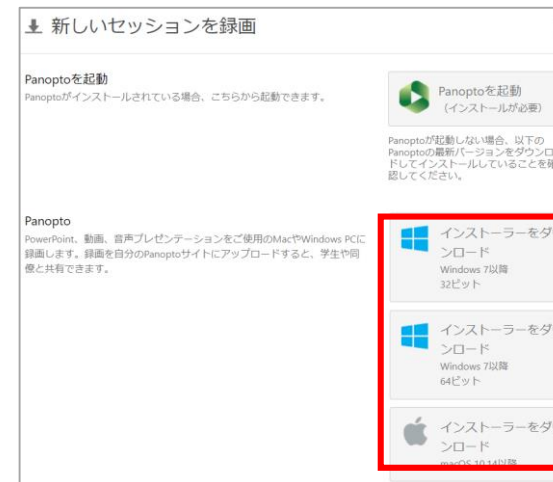 新しいセッションを録画
Panoptoを起動
Panoptoがインストールされている場合、こちらから起動できます。
Panoptoを起動
（インストールが必要）
Panoptoが起動しない場合、以下の
Panoptoの最新バージョンをダウンロ
ードしてインストールしていることを確
認してください。
Panopto
PowerPoint、動画、音声プレゼンテーションをご使用のMacやWindows PCに
録画します。録画を自分のPanoptoサイトにアップロードすると、学生や同
僚と共有できます。
インストーラーをダ
ンロード
Windows 7以降
32ビット
インストーラーをダ
ンロード
Windows 7以降
64ビット
インストーラーをダ
ンロード
macOS 10.14以降